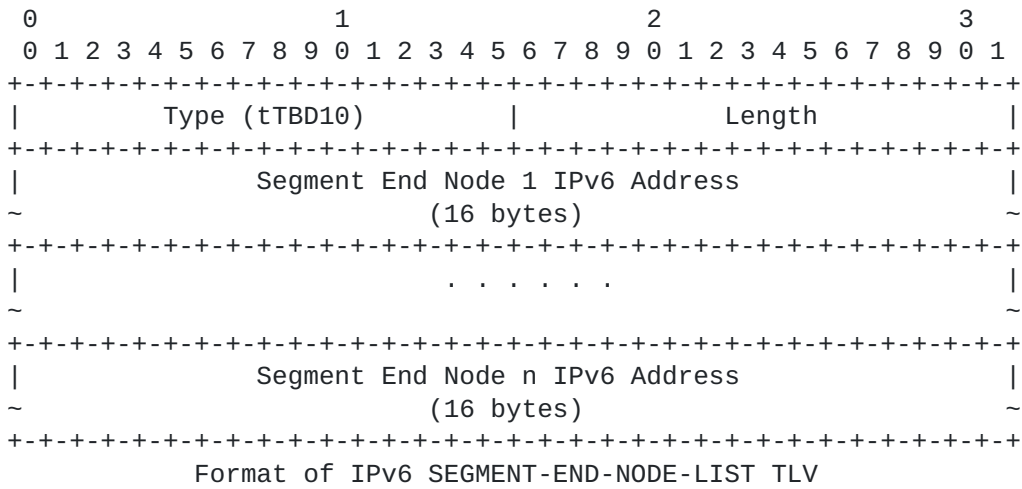 0                   1                   2                   3
 0 1 2 3 4 5 6 7 8 9 0 1 2 3 4 5 6 7 8 9 0 1 2 3 4 5 6 7 8 9 0 1
+-+-+-+-+-+-+-+-+-+-+-+-+-+-+-+-+-+-+-+-+-+-+-+-+-+-+-+-+-+-+-+-+
|         Type (tTBD10)         |             Length            |
+-+-+-+-+-+-+-+-+-+-+-+-+-+-+-+-+-+-+-+-+-+-+-+-+-+-+-+-+-+-+-+-+
|               Segment End Node 1 IPv6 Address                 |
~                          (16 bytes)                           ~
+-+-+-+-+-+-+-+-+-+-+-+-+-+-+-+-+-+-+-+-+-+-+-+-+-+-+-+-+-+-+-+-+
|                           . . . . . .                         |
~                                                               ~
+-+-+-+-+-+-+-+-+-+-+-+-+-+-+-+-+-+-+-+-+-+-+-+-+-+-+-+-+-+-+-+-+
|               Segment End Node n IPv6 Address                 |
~                          (16 bytes)                           ~
+-+-+-+-+-+-+-+-+-+-+-+-+-+-+-+-+-+-+-+-+-+-+-+-+-+-+-+-+-+-+-+-+
            Format of IPv6 SEGMENT-END-NODE-LIST TLV